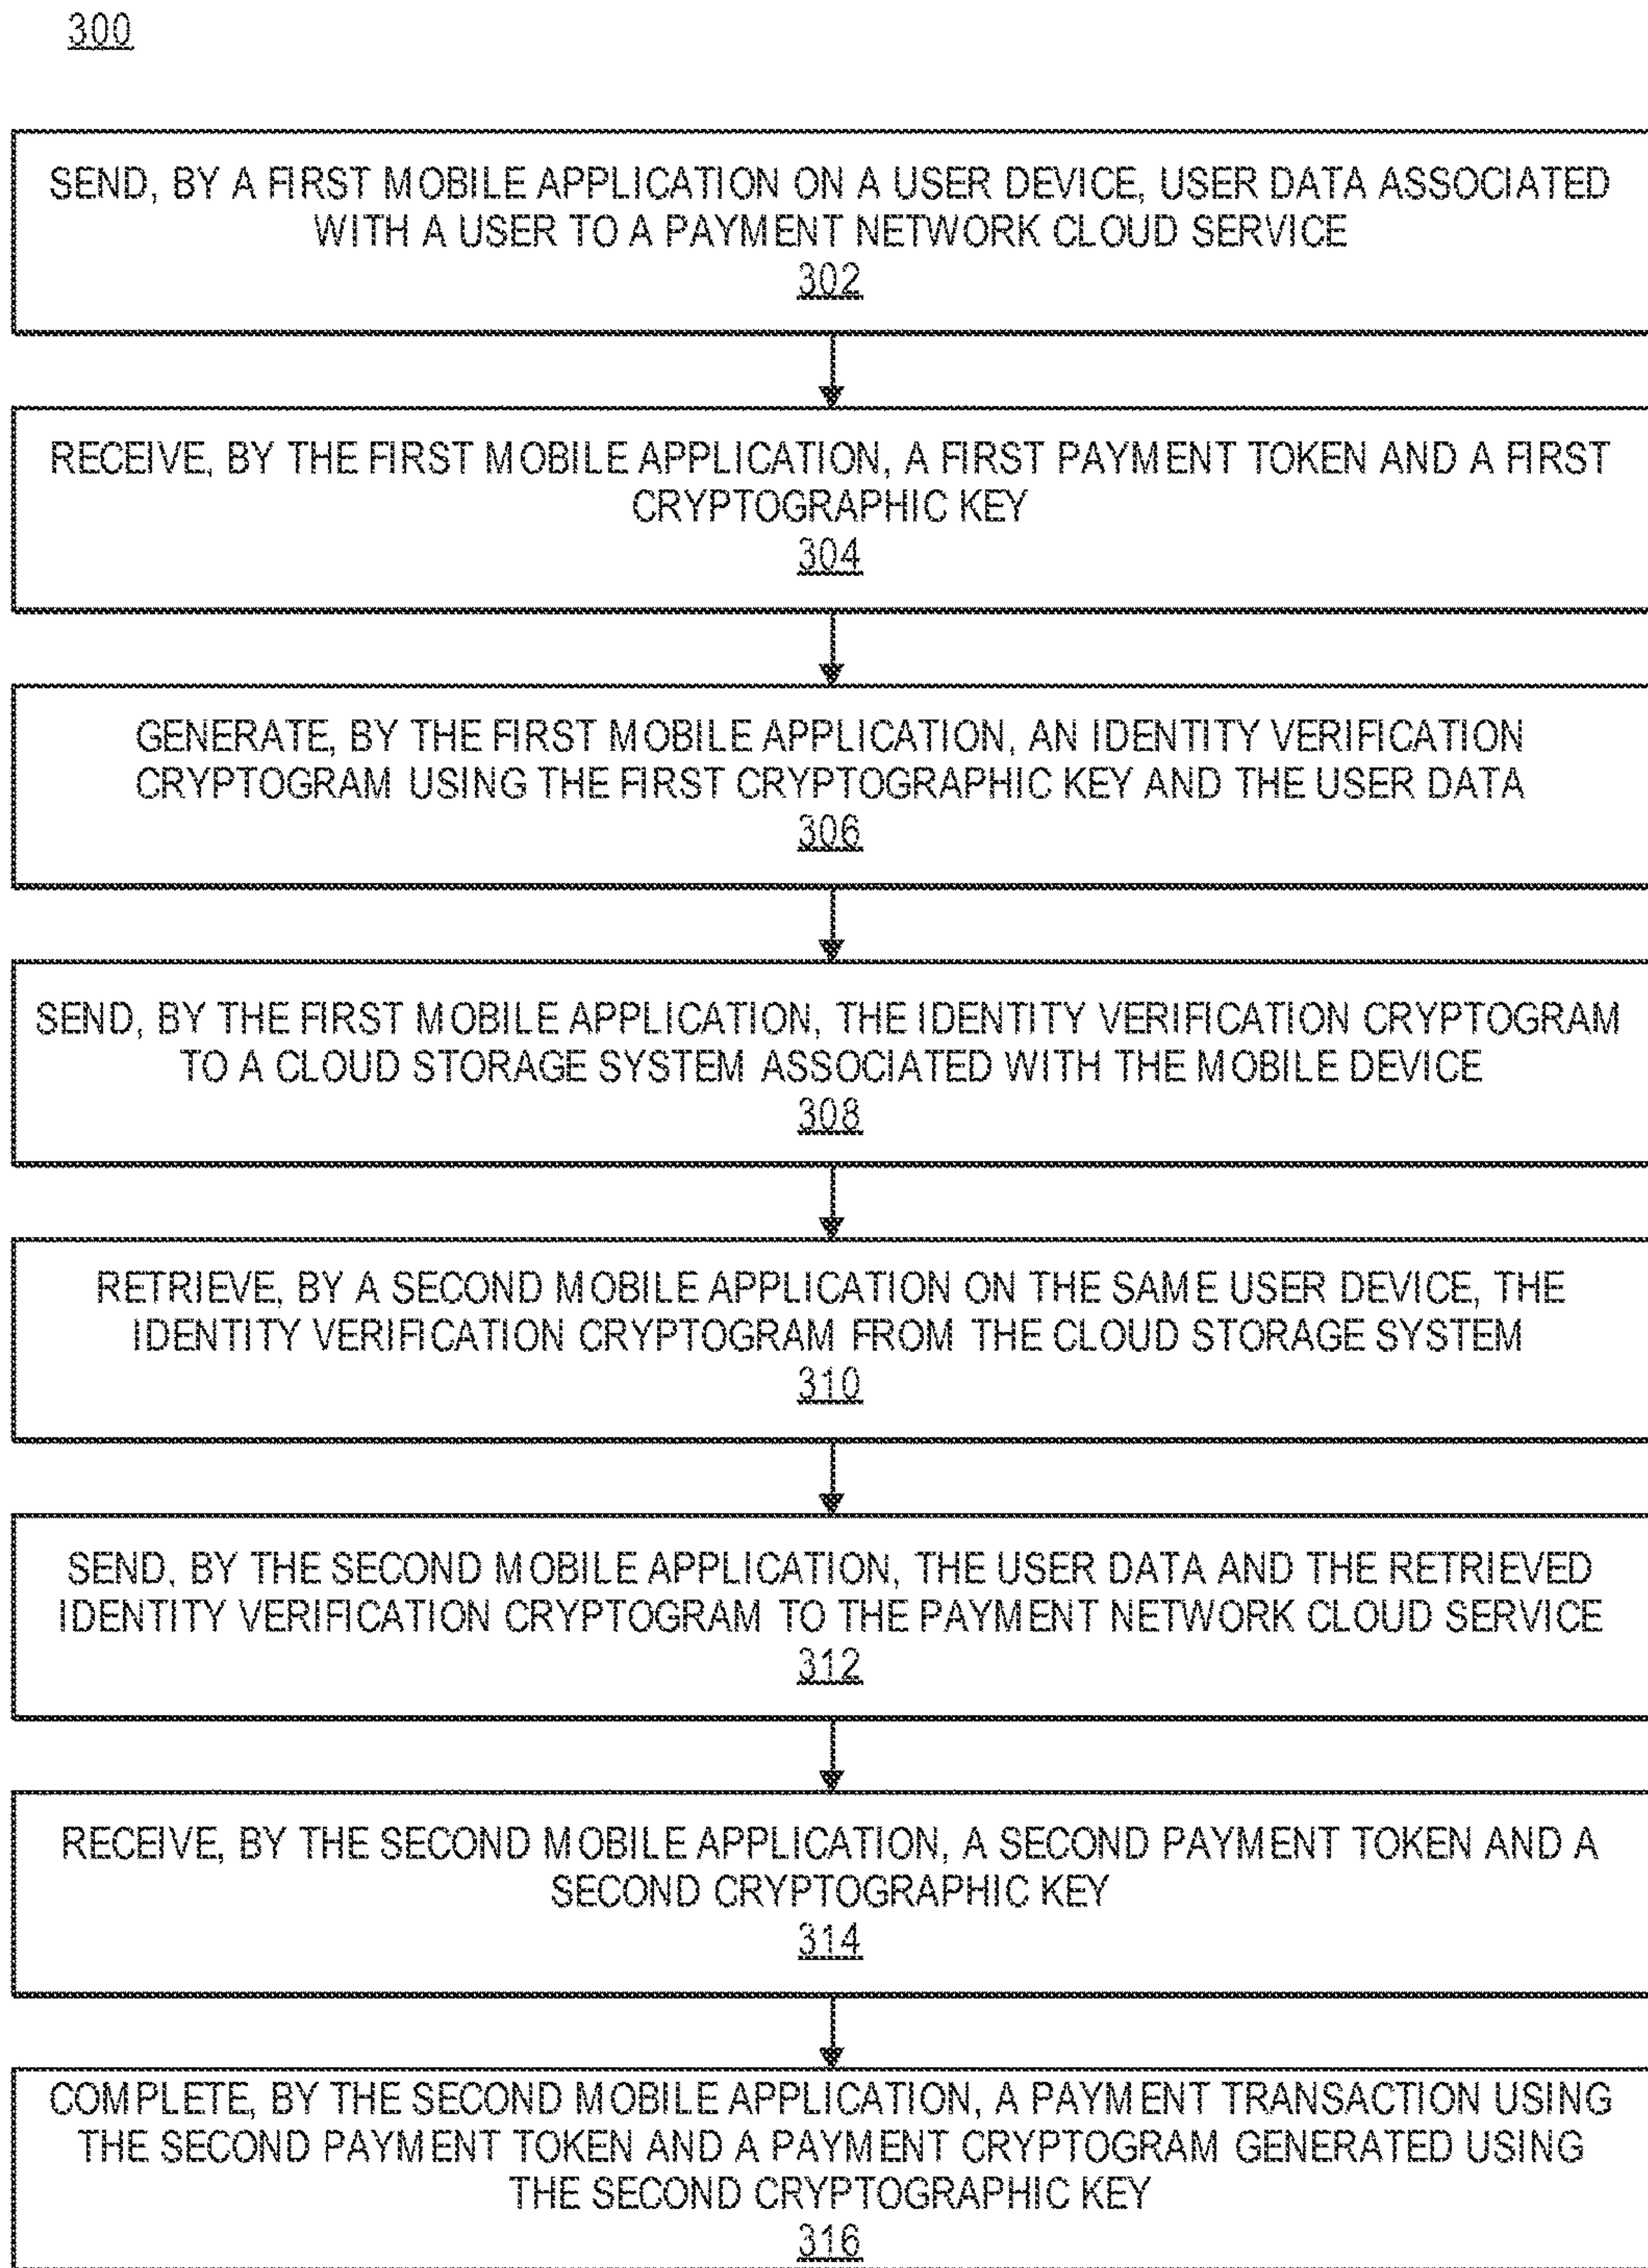 300
SEND, BY A FIRST MOBILE APPLICATION ON A USER DEVICE, USER DATA ASSOCIATED
WITH A USER TO A PAYMENT NETWORK CLOUD SERVICE
302
RECEIVE, BY THE FIRST MOBILE APPLICATION, A FIRST PAYMENT TOKEN AND A FIRST
CRYPTOGRAPHIC KEY
304
GENERATE, BY THE FIRST MOBILE APPLICATION, AN IDENTITY VERIFICATION
CRYPTOGRAM USING THE FIRST CRYPTOGRAPHIC KEY AND THE USER DATA
306
SEND, BY THE FIRST MOBILE APPLICATION, THE IDENTITY VERIFICATION CRYPTOGRAM
TO A CLOUD STORAGE SYSTEM ASSOCIATED WITH THE MOBILE DEVICE
308
RETRIEVE, BY A SECOND MOBILE APPLICATION ON THE SAME USER DEVICE, THE
IDENTITY VERIFICATION CRYPTOGRAM FROM THE CLOUD STORAGE SYSTEM
310
SEND, BY THE SECOND MOBILE APPLICATION, THE USER DATA AND THE RETRIEVED
IDENTITY VERIFICATION CRYPTOGRAM TO THE PAYMENT NETWORK CLOUD SERVICE
312
RECEIVE, BY THE SECOND MOBILE APPLICATION, A SECOND PAYMENT TOKEN AND A
SECOND CRYPTOGRAPHIC KEY
314
COMPLETE, BY THE SECOND MOBILE APPLICATION, A PAYMENT TRANSACTION USING
THE SECOND PAYMENT TOKEN AND A PAYMENT CRYPTOGRAM GENERATED USING
THE SECOND CRYPTOGRAPHIC KEY
316